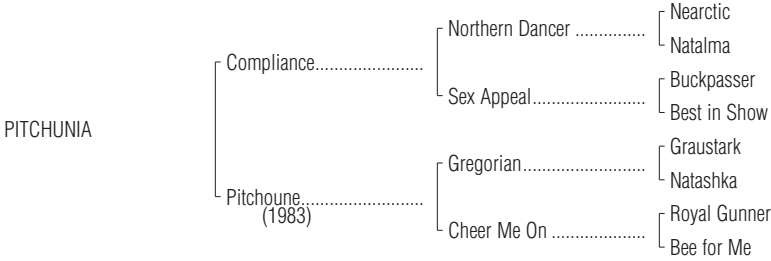 Nearctic
Northern Dancer ...............
Natalma
Compliance.......................
Buckpasser
Sex Appeal........................
Best in Show
PITCHUNIA
Graustark
Gregorian..........................
Natashka
Pitchoune..........................
(1983)
Royal Gunner
Cheer Me On ....................
Bee for Me